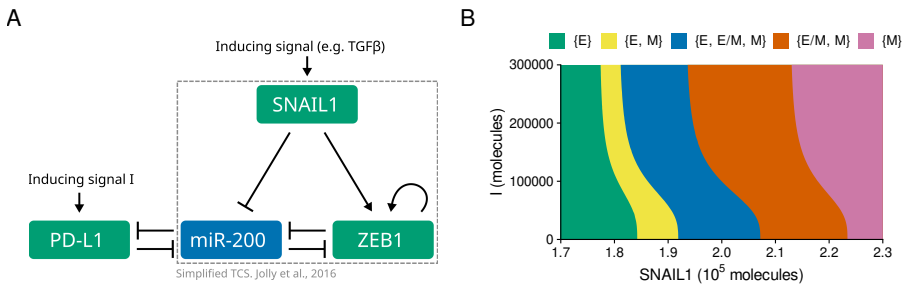 A
Inducing signal (e.g. TGFβ)
SNAIL1
Inducing signal I
PD-L1
miR-200
ZEB1
Simplified TCS. Jolly et al., 2016
B
{E} {E, M} {E, E/M, M} {E/M, M} {M}
I (molecules)
300000
200000
100000
0
1.7 1.8 1.9 2.0 2.1 2.2 2.3
SNAIL1 (10⁵ molecules)